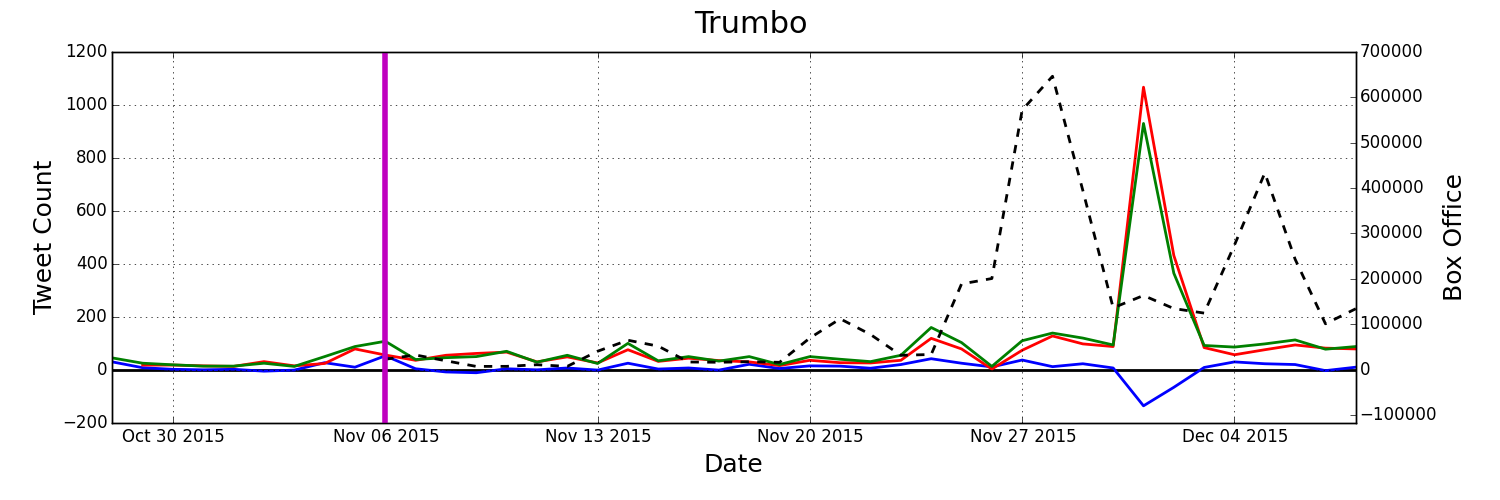 Trumbo
1200
1000
800
600
400
200
0
−200
Tweet Count
700000
600000
500000
400000
300000
200000
100000
0
−100000
Box Office
Oct 30 2015
Nov 06 2015
Nov 13 2015
Nov 20 2015
Nov 27 2015
Dec 04 2015
Date